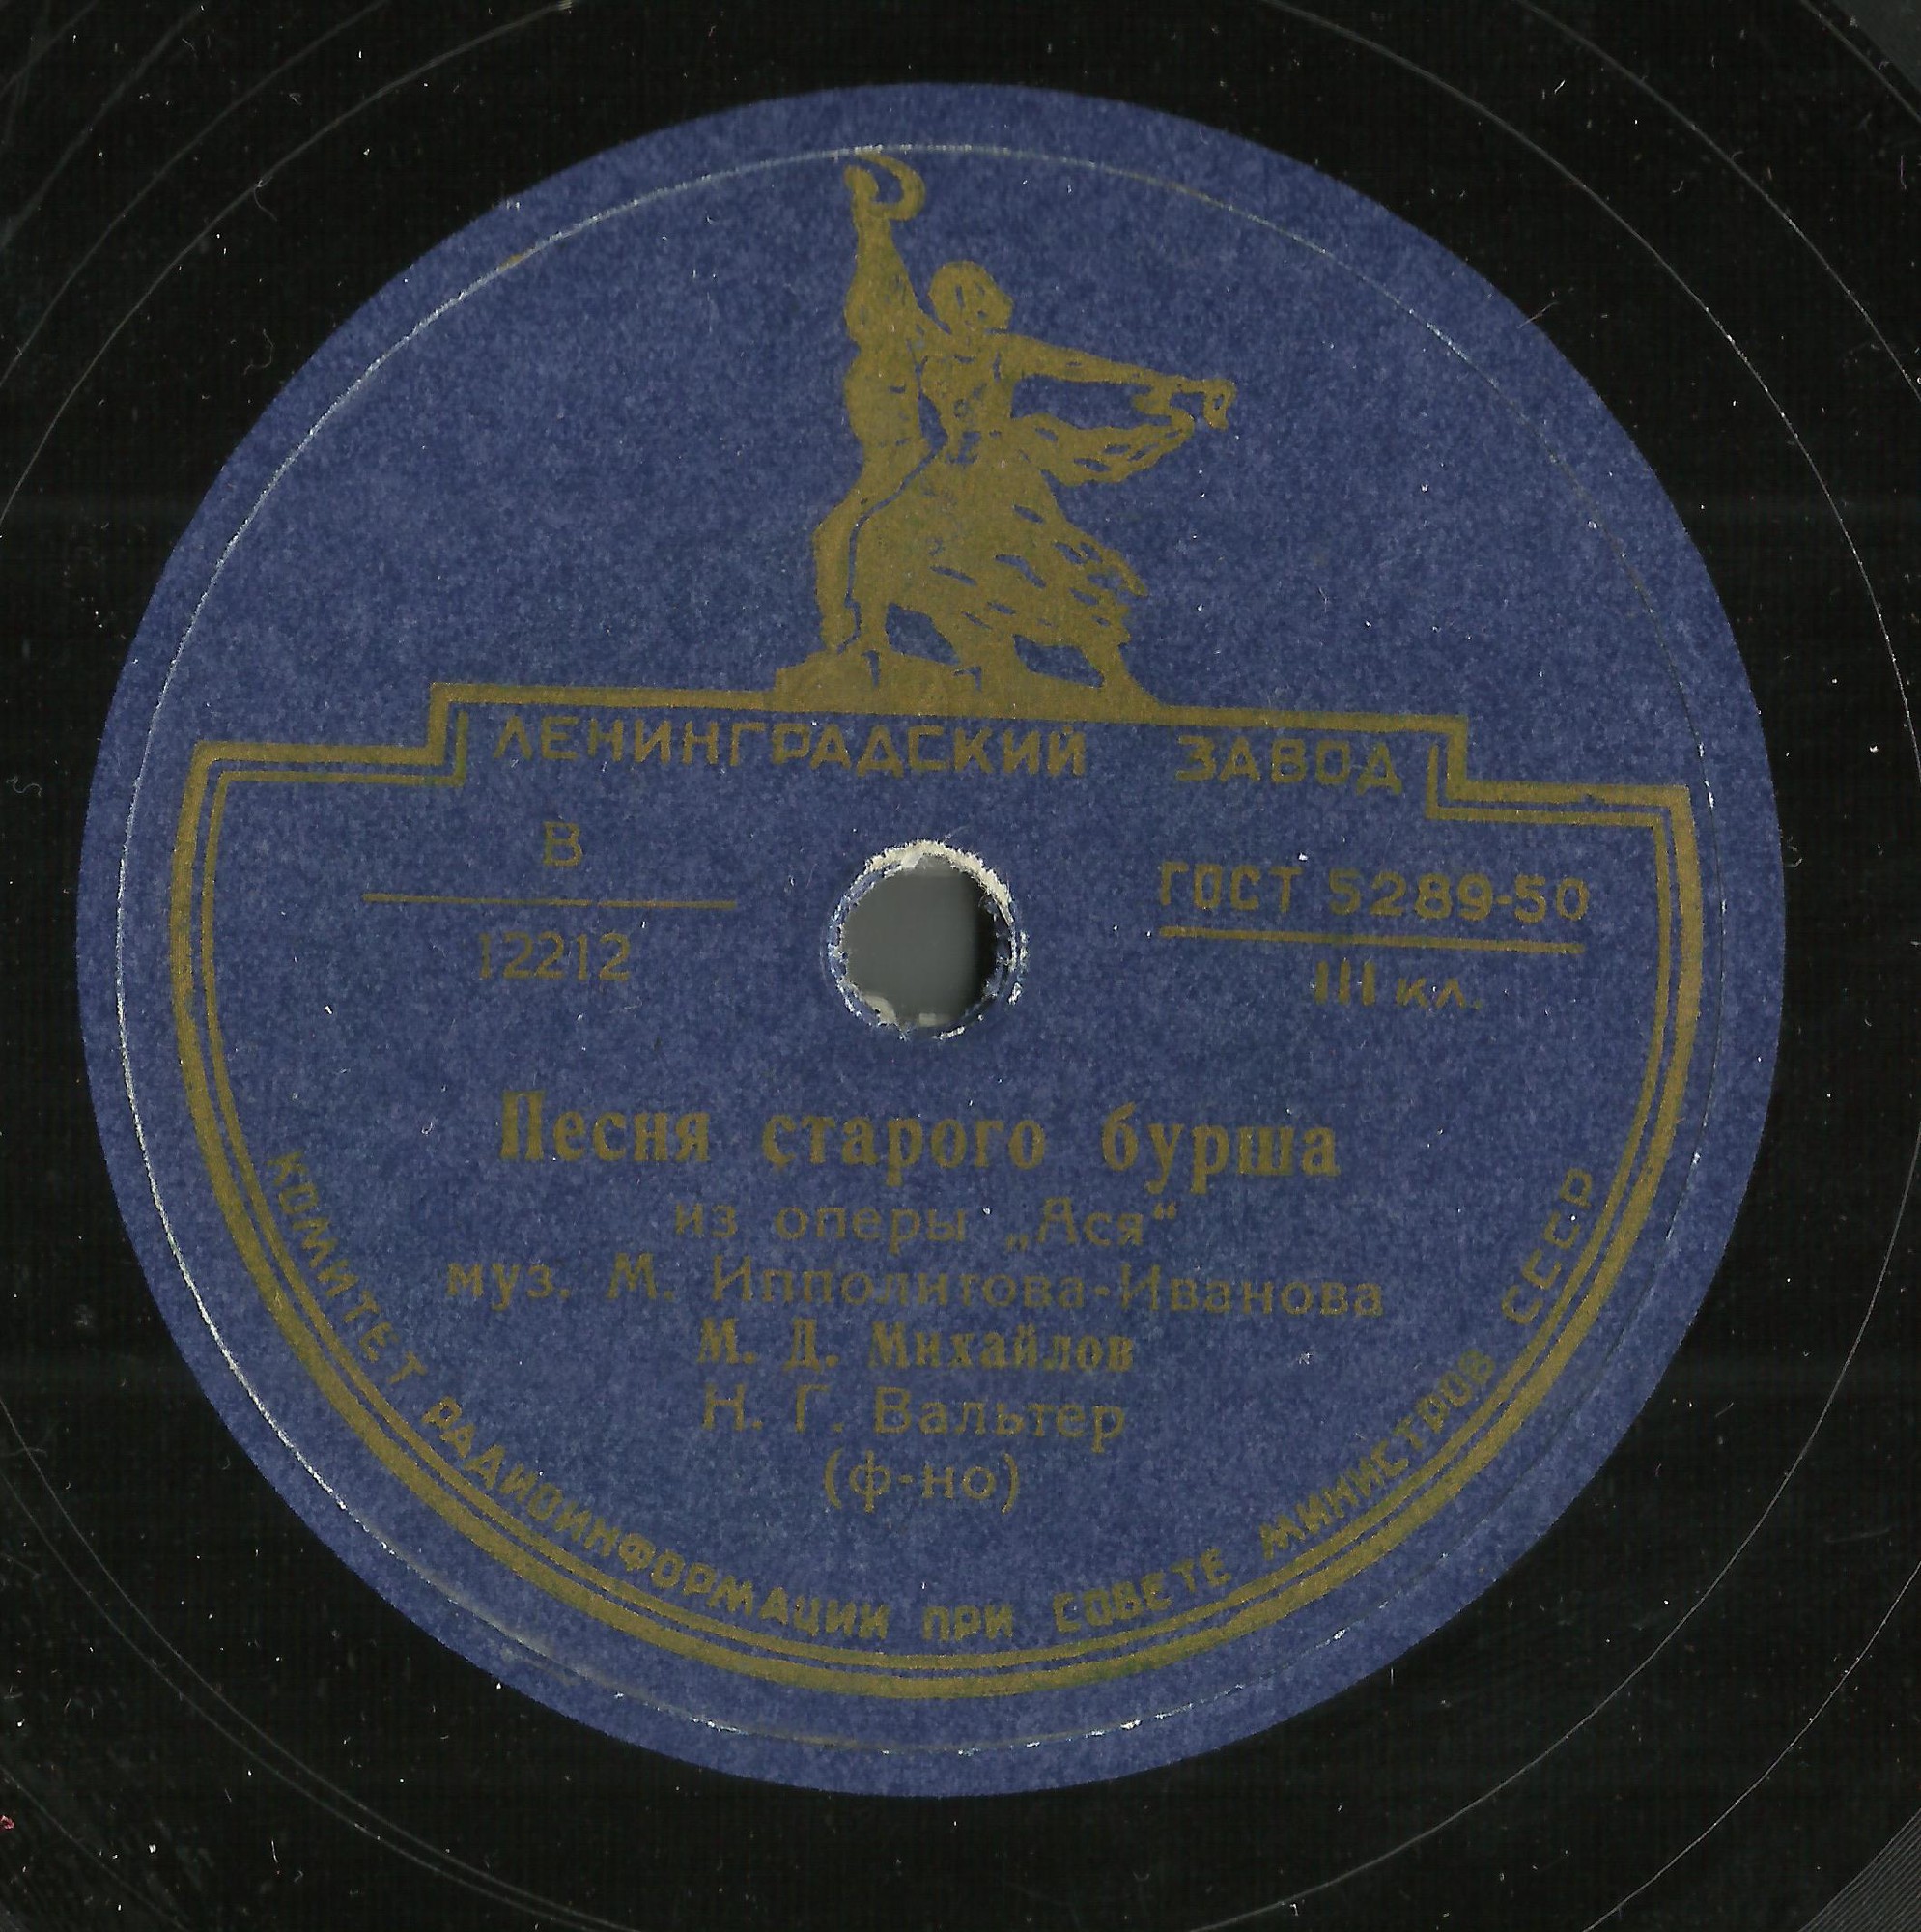 ЛЕНИНГРАДСКИЙ ЗАВОД
В
12212
ГОСТ 5289-50
III кл.
Песня старого бурша
из оперы „Ася“
муз. М. Ипполитова-Иванова
М. Д. Михайлов
Н. Г. Вальтер
(ф-но)
КОМИТЕТ РАДИОИНФОРМАЦИИ ПРИ СОВЕТЕ МИНИСТРОВ СССР